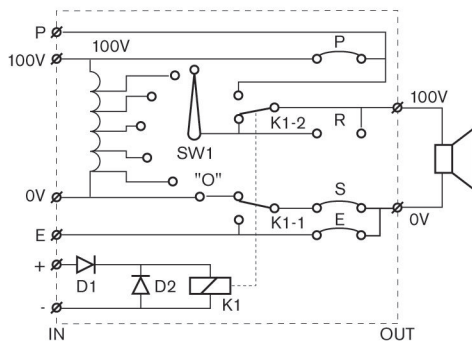 P
100V
100V
P
100V
K1-2
R
SW1
0V
"O"
S
K1-1
E
0V
E
+
D1
D2
K1
-
IN
OUT